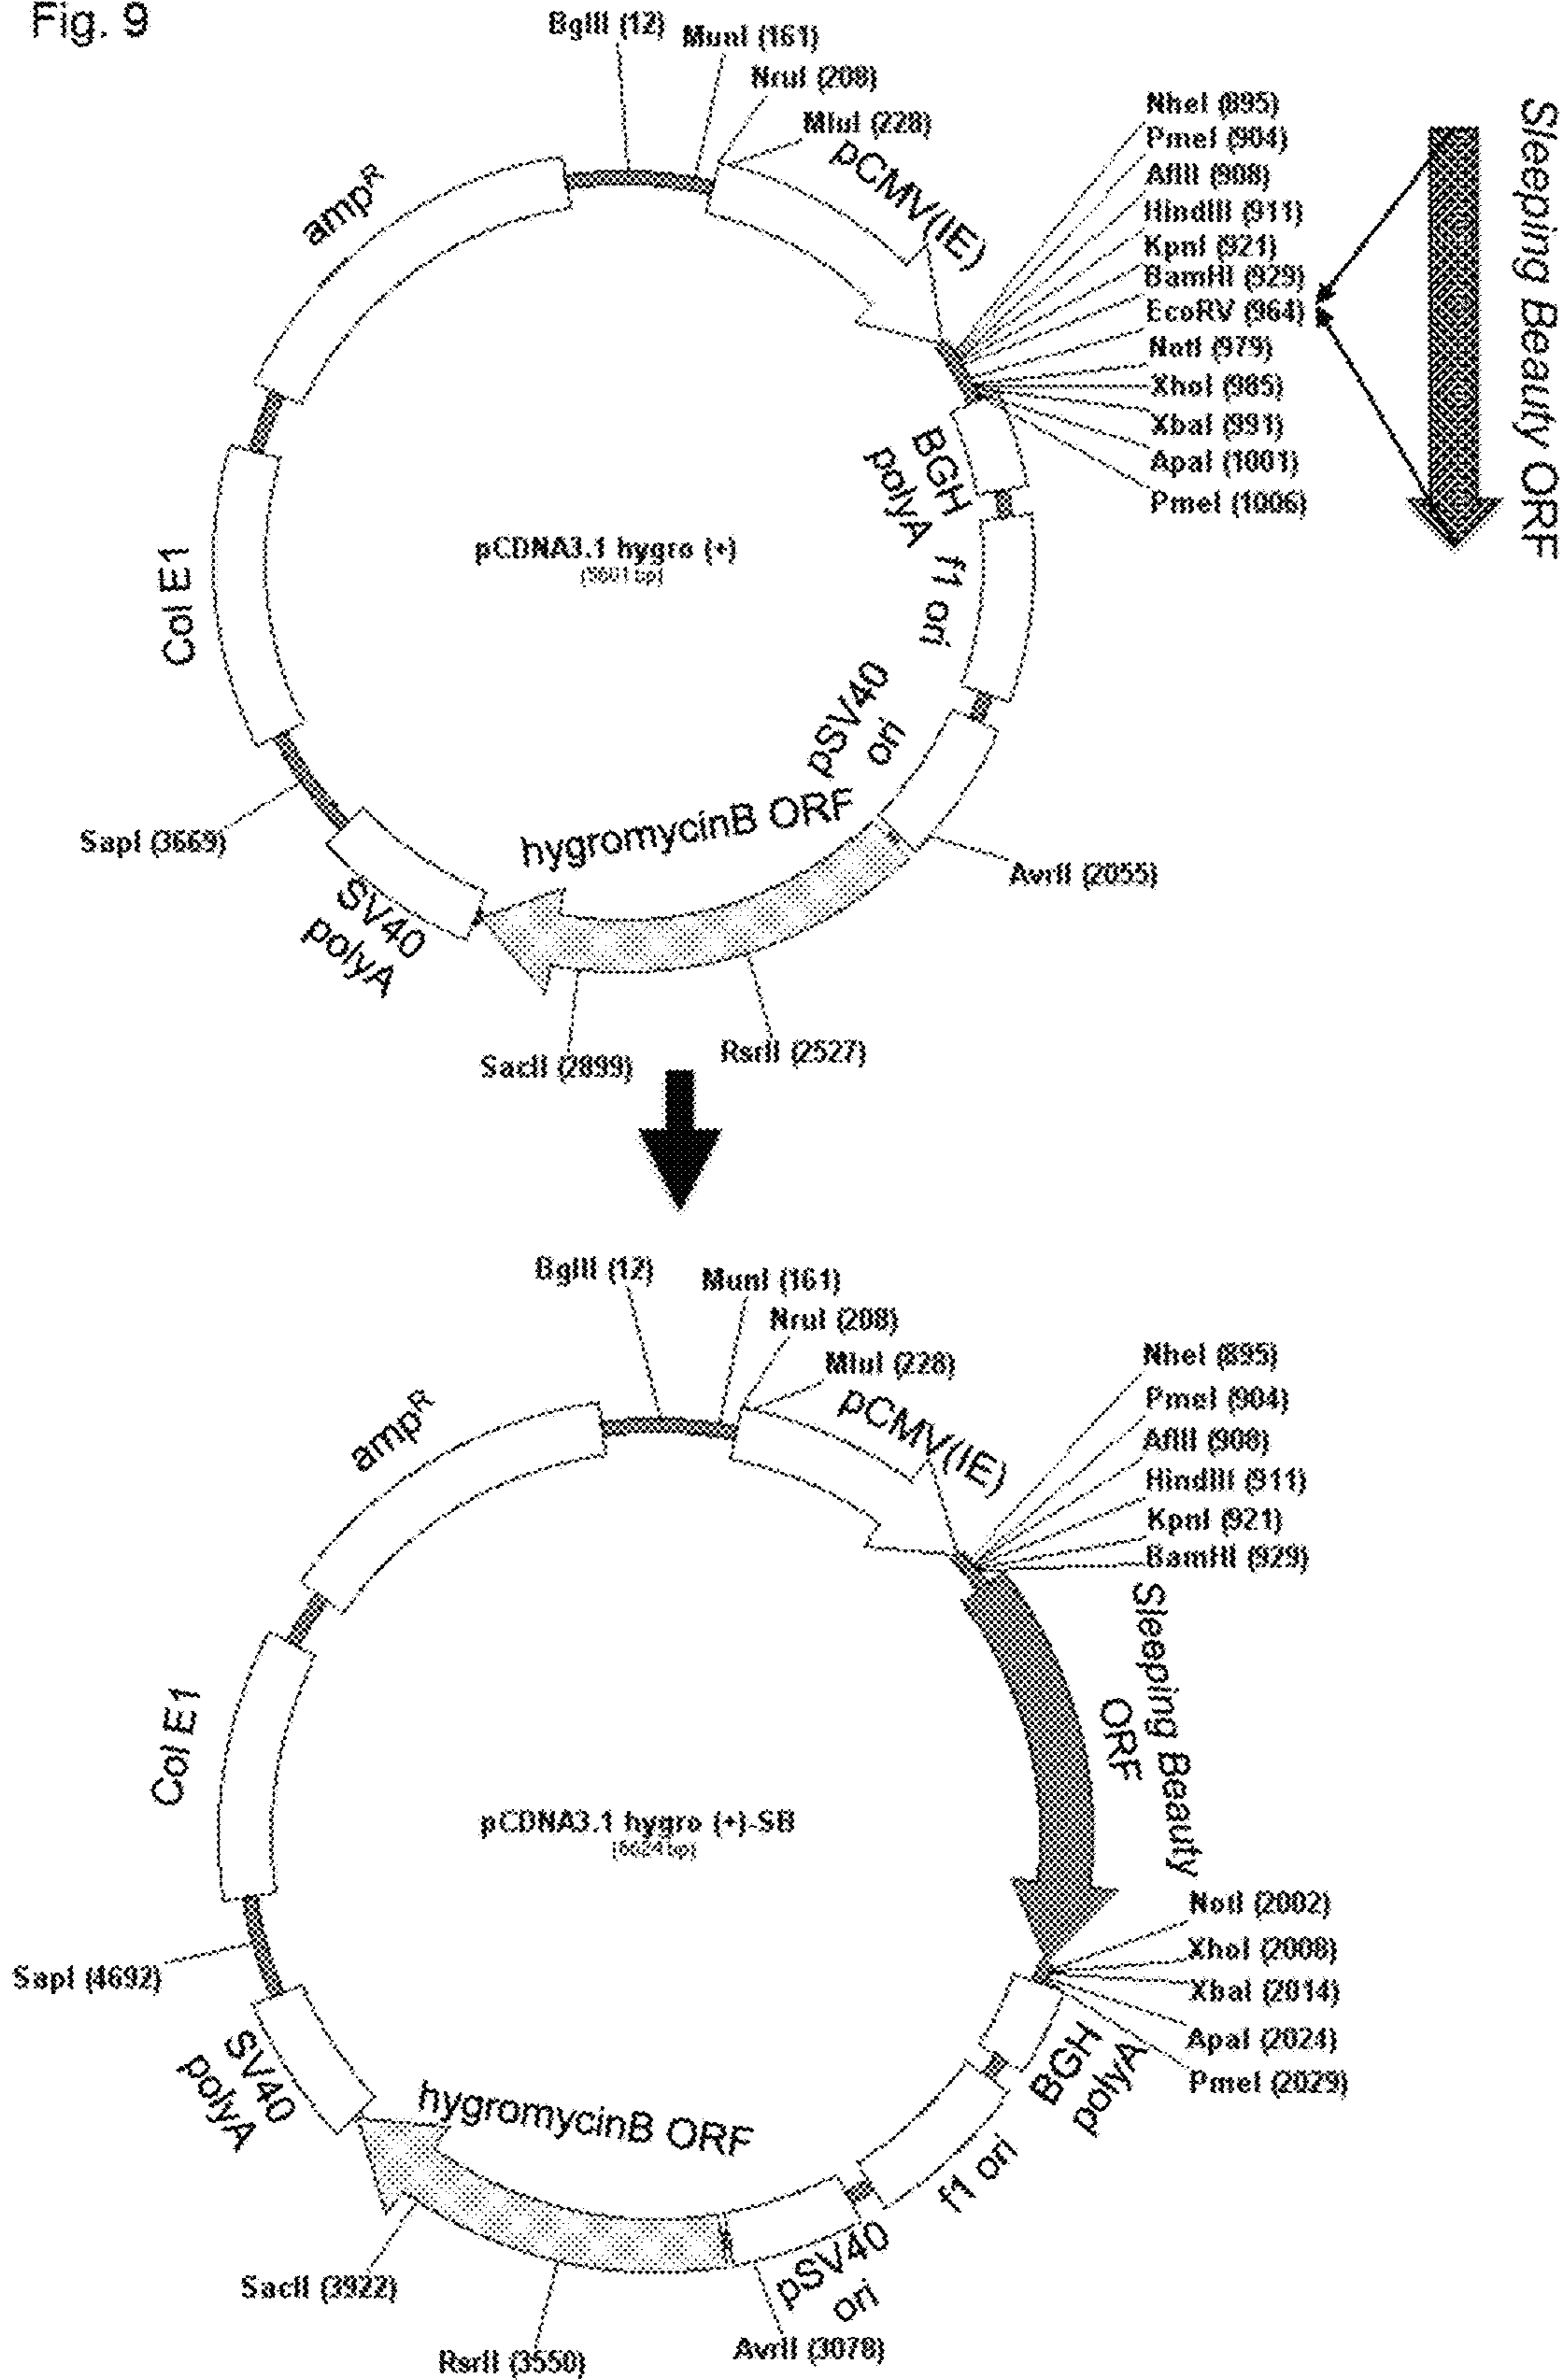 Fig. 9
BglII (12)
MunI (161)
NruI (208)
MluI (228)
pCMV(IE)
NheI (895)
PmeI (904)
AflII (908)
HindIII (911)
KpnI (921)
BamHI (929)
EcoRV (964)
NotI (979)
XhoI (985)
XbaI (991)
ApaI (1001)
PmeI (1006)
Sleeping Beauty ORF
ampR
BGH
polyA
pCDNA3.1 hygro (+)
f1 ori
Col E1
pSV40
ori
hygromycinB ORF
SapI (3669)
AvrII (2055)
SV40
polyA
RsrII (2527)
SacII (2899)
BglII (12)
MunI (161)
NruI (208)
MluI (228)
pCMV(IE)
NheI (895)
PmeI (904)
AflII (908)
HindIII (911)
KpnI (921)
BamHI (929)
ampR
Sleeping Beauty
ORF
Col E1
pCDNA3.1 hygro (+)-SB
(6624 bp)
NotI (2002)
XhoI (2008)
XbaI (2014)
ApaI (2024)
PmeI (2029)
SapI (4692)
BGH
polyA
SV40
polyA
hygromycinB ORF
f1 ori
pSV40
ori
SacII (3922)
RsrII (3550)
AvrII (3078)